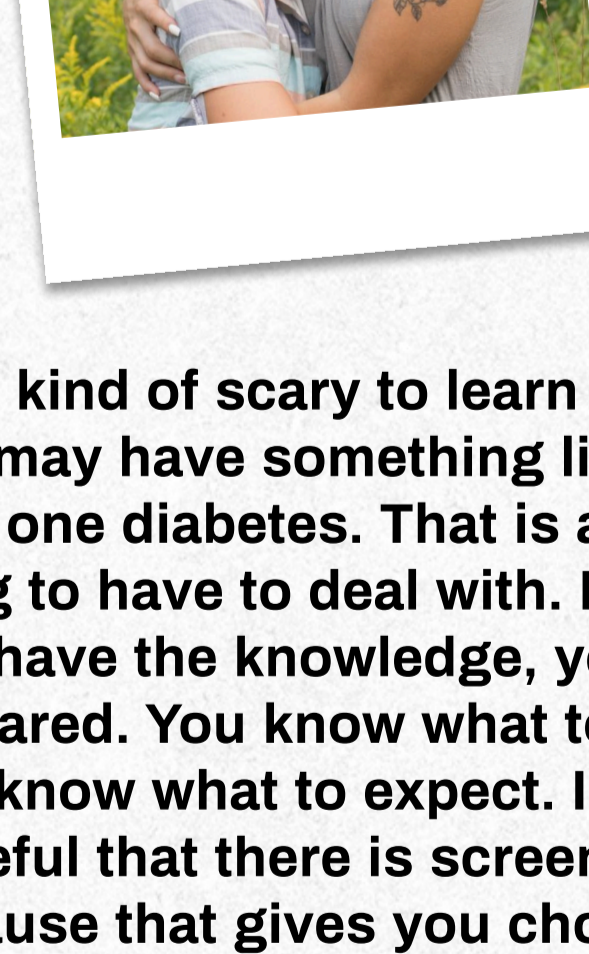 kind of scary to learn
may have something li
one diabetes. That is a
g to have to deal with. I
have the knowledge, yo
ared. You know what to
know what to expect. I
eful that there is screen
ause that gives you cho